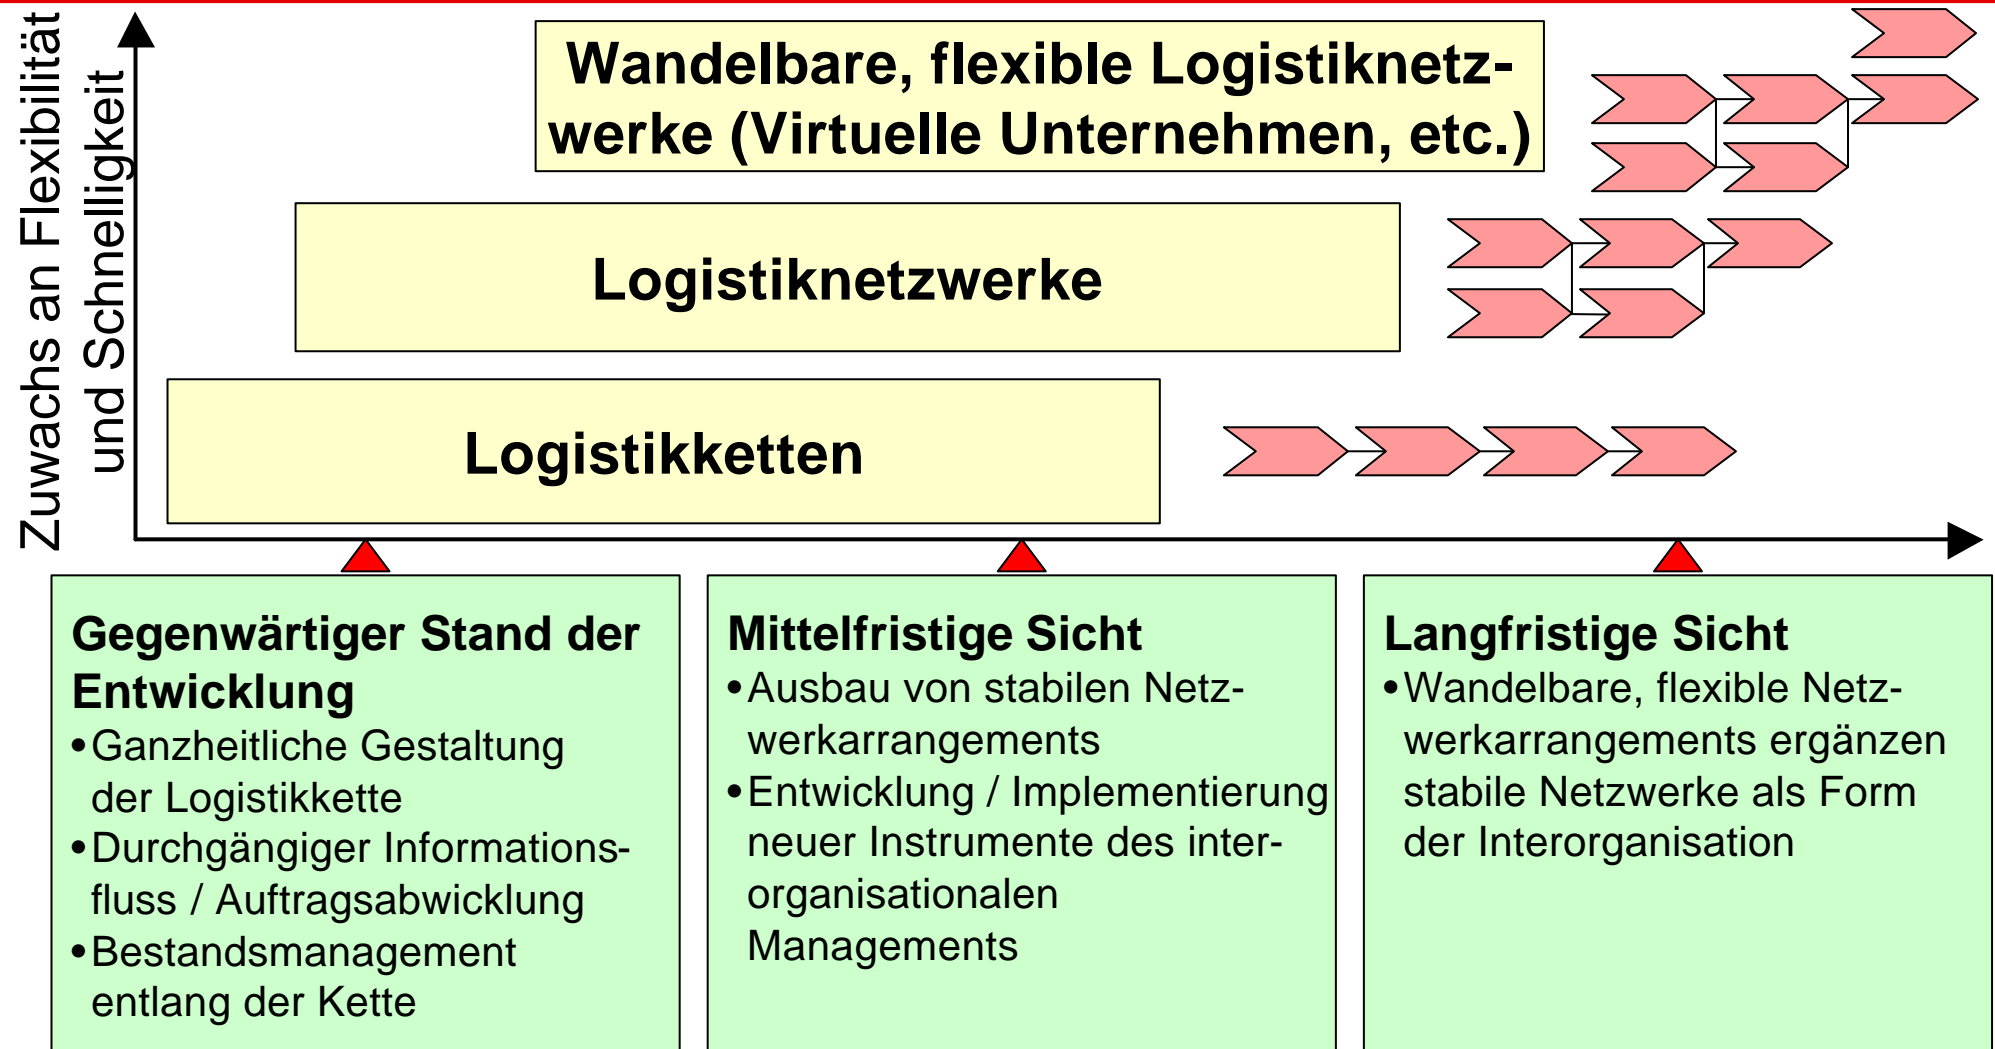 Zuwachs an Flexibilität
und Schnelligkeit
Wandelbare, flexible Logistiknetz-
werke (Virtuelle Unternehmen, etc.)
Logistiknetzwerke
Logistikketten
Gegenwärtiger Stand der
Entwicklung
•Ganzheitliche Gestaltung
der Logistikkette
•Durchgängiger Informations-
fluss / Auftragsabwicklung
•Bestandsmanagement
entlang der Kette
Mittelfristige Sicht
•Ausbau von stabilen Netz-
werkarrangements
•Entwicklung / Implementierung
neuer Instrumente des inter-
organisationalen
Managements
Langfristige Sicht
•Wandelbare, flexible Netz-
werkarrangements ergänzen
stabile Netzwerke als Form
der Interorganisation